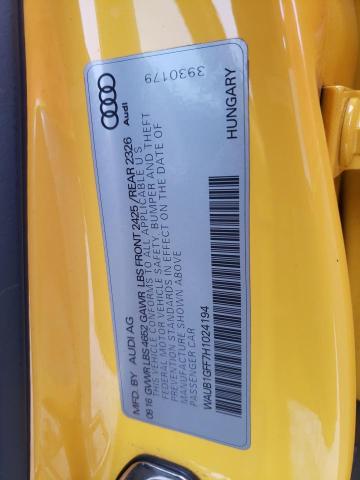 Audi
3930179
HUNGARY
MFD. BY AUDI AG
09.16 GVWR LBS 4652 GAWR LBS FRONT 2425 / REAR 2326
THIS VEHICLE CONFORMS TO ALL APPLICABLE U.S.
FEDERAL MOTOR VEHICLE SAFETY, BUMPER AND THEFT
PREVENTION STANDARDS IN EFFECT ON THE DATE OF
MANUFACTURE SHOWN ABOVE
PASSENGER CAR
WAUB1GFF7H1024194